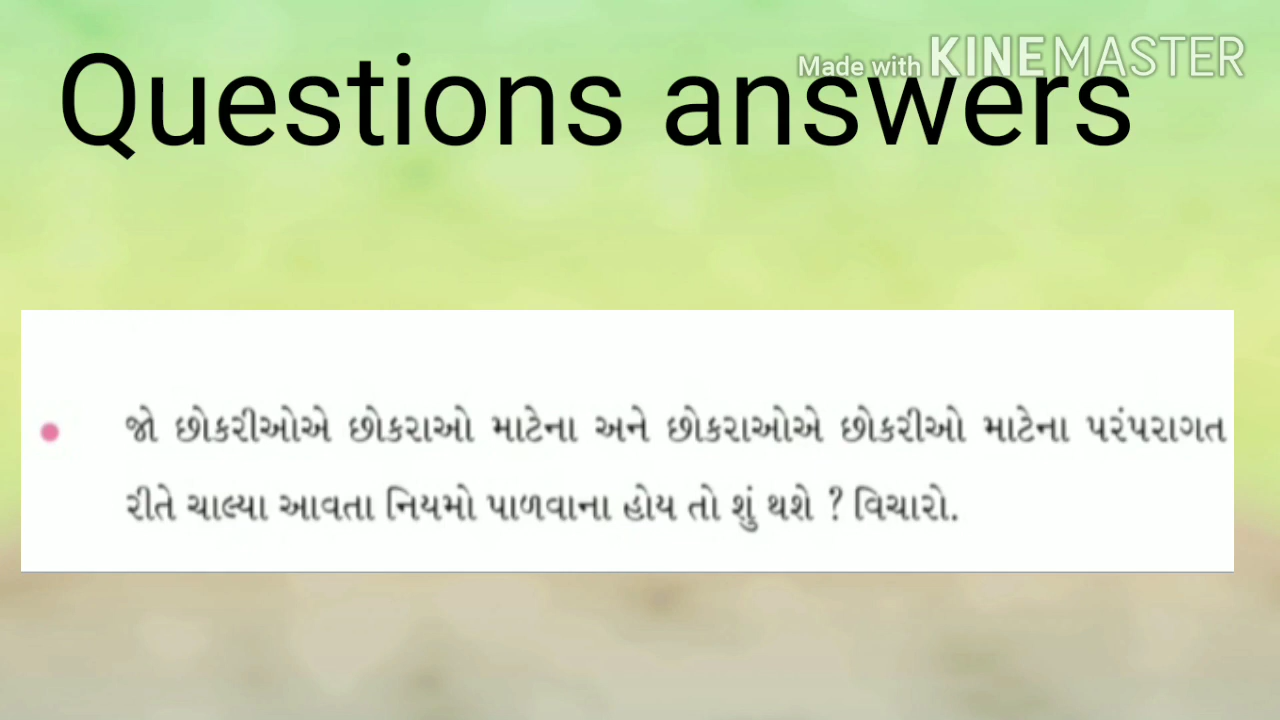 Made with KINEMASTER
Questions answers
• જો છોકરીઓએ છોકરાઓ માટેના અને છોકરાઓએ છોકરીઓ માટેના પરંપરાગત
રીતે ચાલ્યા આવતા નિયમો પાળવાના હોય તો શું થશે ? વિચારો.